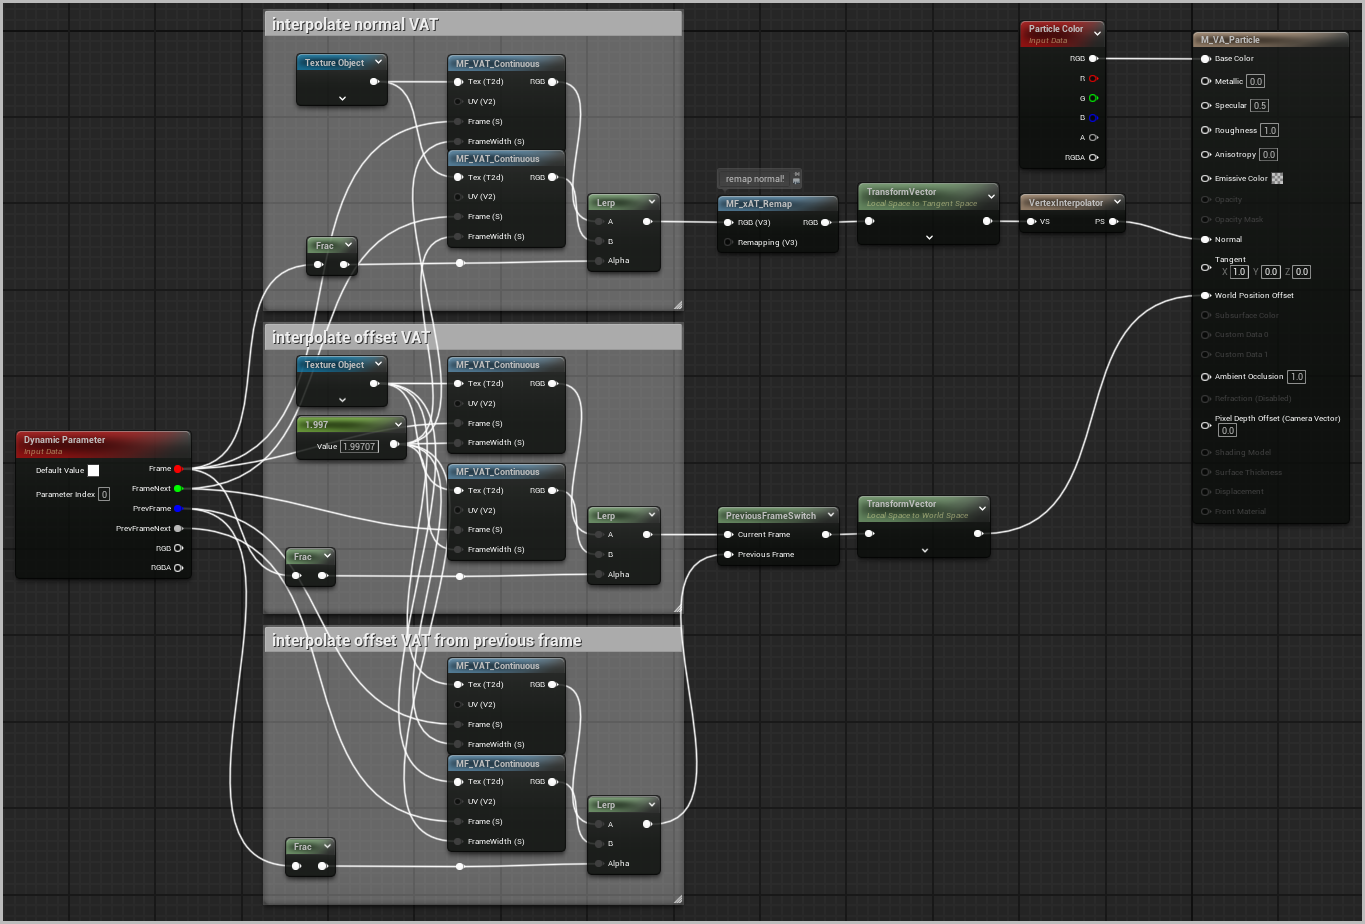 interpolate normal VAT
Texture Object
MF_VAT_Continuous
Tex (T2d) RGB
UV (V2)
Frame (S)
FrameWidth (S)
MF_VAT_Continuous
Tex (T2d) RGB
UV (V2)
Frame (S)
FrameWidth (S)
Frac
Lerp
A
B
Alpha
remap normal!
MF_xAT_Remap
RGB (V3) RGB
Remapping (V3)
TransformVector
Local Space to Tangent Space
VertexInterpolator
VS PS
Particle Color
Input Data
RGB
R
G
B
A
RGBA
M_VA_Particle
Base Color
Metallic 0.0
Specular 0.5
Roughness 1.0
Anisotropy 0.0
Emissive Color
Opacity
Opacity Mask
Normal
Tangent
X 1.0 Y 0.0 Z 0.0
World Position Offset
Subsurface Color
Custom Data 0
Custom Data 1
Ambient Occlusion 1.0
Refraction (Disabled)
Pixel Depth Offset (Camera Vector)
0.0
Shading Model
Surface Thickness
Displacement
Front Material
interpolate offset VAT
Texture Object
1.997
Value 1.99707
MF_VAT_Continuous
Tex (T2d) RGB
UV (V2)
Frame (S)
FrameWidth (S)
MF_VAT_Continuous
Tex (T2d) RGB
UV (V2)
Frame (S)
FrameWidth (S)
Frac
Lerp
A
B
Alpha
Dynamic Parameter
Input Data
Default Value Frame
Parameter Index 0 FrameNext
PrevFrame
PrevFrameNext
RGB
RGBA
PreviousFrameSwitch
Current Frame
Previous Frame
TransformVector
Local Space to World Space
interpolate offset VAT from previous frame
MF_VAT_Continuous
Tex (T2d) RGB
UV (V2)
Frame (S)
FrameWidth (S)
MF_VAT_Continuous
Tex (T2d) RGB
UV (V2)
Frame (S)
FrameWidth (S)
Frac
Lerp
A
B
Alpha